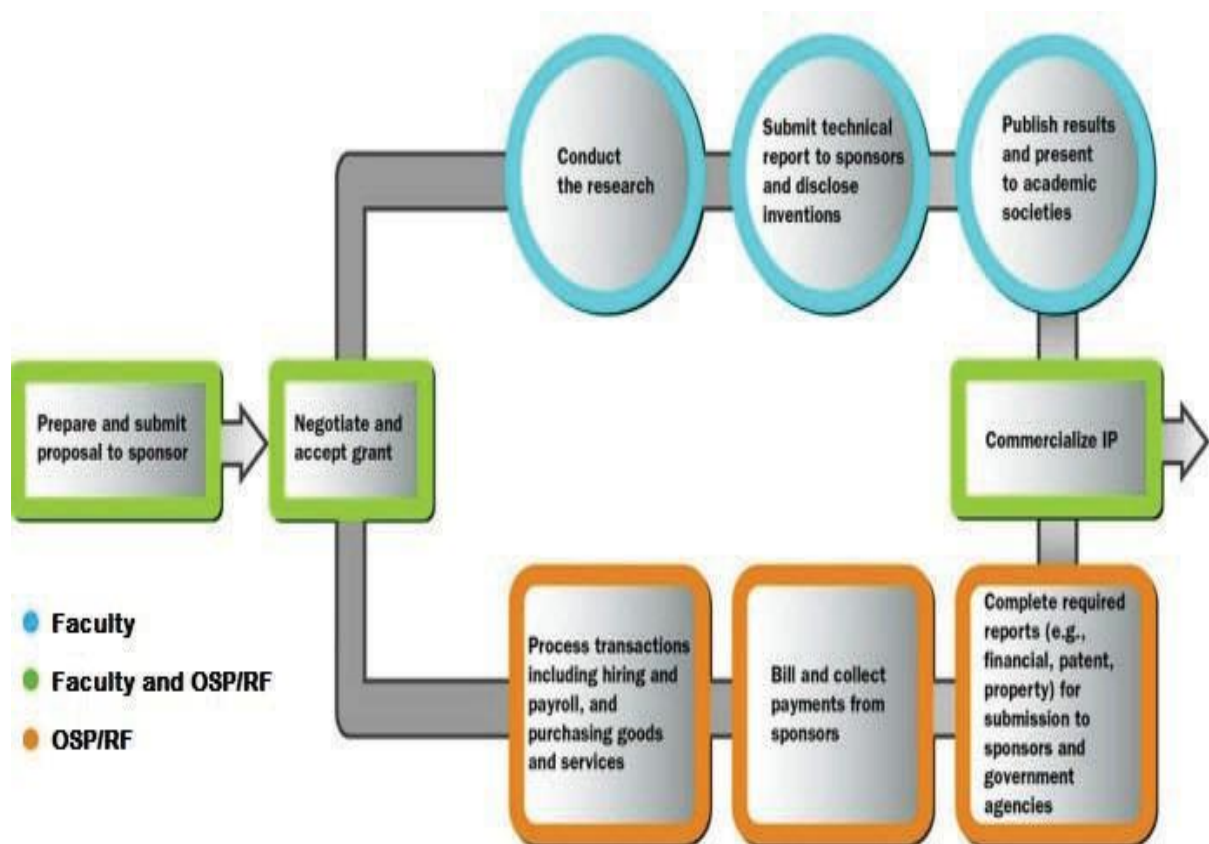 Conduct
the research
Submit technical
report to sponsors
and disclose
inventions
Publish results
and present
to academic
societies
Prepare and submit
proposal to sponsor
Negotiate and
accept grant
Commercialize IP
Faculty
Faculty and OSP/RF
OSP/RF
Process transactions
including hiring and
payroll, and
purchasing goods
and services
Bill and collect
payments from
sponsors
Complete required
reports (e.g.,
financial, patent,
property) for
submission to
sponsors and
government
agencies